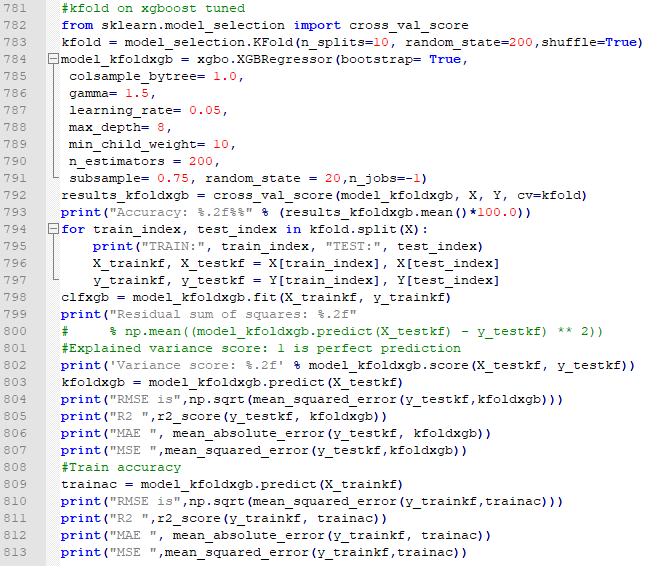 781 #kfold on xgboost tuned
782 from sklearn.model_selection import cross_val_score
783 kfold = model_selection.KFold(n_splits=10, random_state=200,shuffle=True)
784 model_kfoldxgb = xgbo.XGBRegressor(bootstrap= True,
785 colsample_bytree= 1.0,
786 gamma= 1.5,
787 learning_rate= 0.05,
788 max_depth= 8,
789 min_child_weight= 10,
790 n_estimators = 200,
791 subsample= 0.75, random_state = 20,n_jobs=-1)
792 results_kfoldxgb = cross_val_score(model_kfoldxgb, X, Y, cv=kfold)
793 print("Accuracy: %.2f%%" % (results_kfoldxgb.mean()*100.0))
794 for train_index, test_index in kfold.split(X):
795 print("TRAIN:", train_index, "TEST:", test_index)
796 X_trainkf, X_testkf = X[train_index], X[test_index]
797 y_trainkf, y_testkf = Y[train_index], Y[test_index]
798 clfxgb = model_kfoldxgb.fit(X_trainkf, y_trainkf)
799 print("Residual sum of squares: %.2f"
800 # % np.mean((model_kfoldxgb.predict(X_testkf) - y_testkf) ** 2))
801 #Explained variance score: 1 is perfect prediction
802 print('Variance score: %.2f' % model_kfoldxgb.score(X_testkf, y_testkf))
803 kfoldxgb = model_kfoldxgb.predict(X_testkf)
804 print("RMSE is",np.sqrt(mean_squared_error(y_testkf,kfoldxgb)))
805 print("R2 ",r2_score(y_testkf, kfoldxgb))
806 print("MAE ", mean_absolute_error(y_testkf, kfoldxgb))
807 print("MSE ",mean_squared_error(y_testkf,kfoldxgb))
808 #Train accuracy
809 trainac = model_kfoldxgb.predict(X_trainkf)
810 print("RMSE is",np.sqrt(mean_squared_error(y_trainkf,trainac)))
811 print("R2 ",r2_score(y_trainkf, trainac))
812 print("MAE ", mean_absolute_error(y_trainkf, trainac))
813 print("MSE ",mean_squared_error(y_trainkf,trainac))